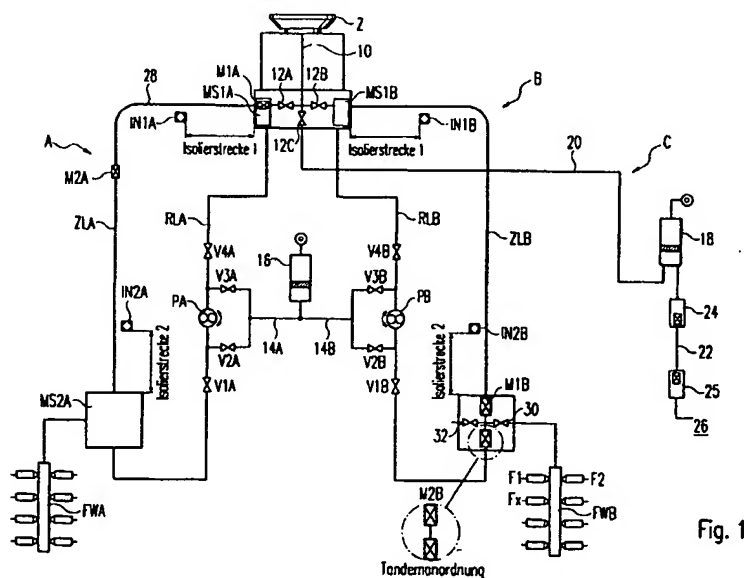 2
10
28
M1A
12A
12B
MS1A
MS1B
B
IN1A
IN1B
Isolierstrecke 1
12C
Isolierstrecke 1
A
20
C
M2A
RLA
RLB
18
ZLA
ZLB
V4A
V4B
16
V3A
V3B
24
IN2A
PA
PB
IN2B
22
14A
14B
Isolierstrecke 2
V2A
V2B
Isolierstrecke 2
M1B
25
MS2A
V1A
V1B
32
30
26
F1
F2
M2B
Fx
FWA
FWB
Tandemanordnung
Fig. 1